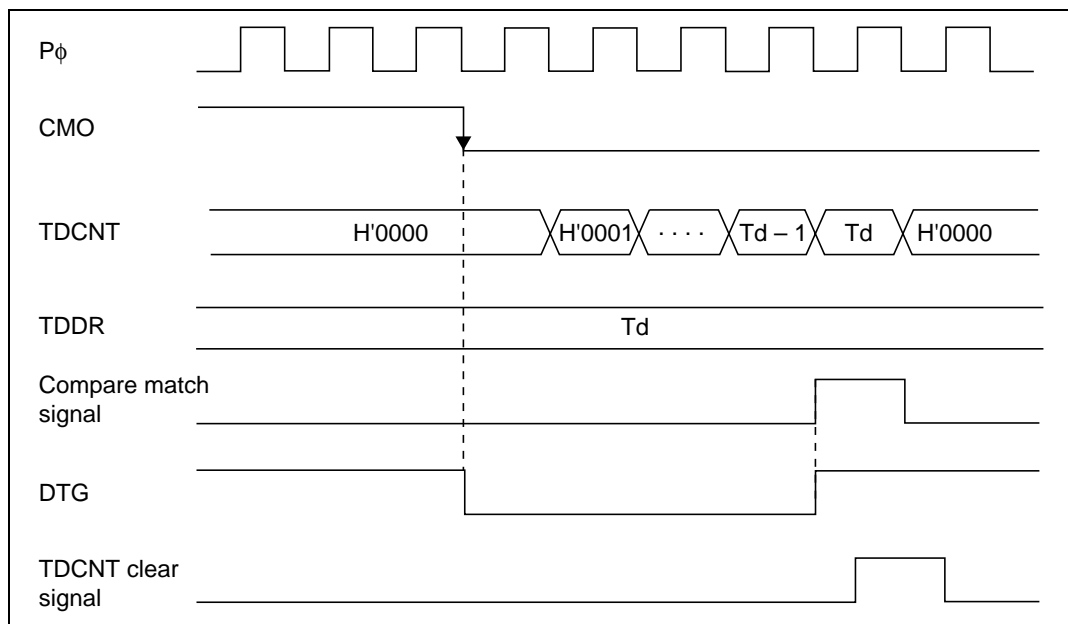 Pϕ
CMO
TDCNT
H'0000 H'0001 · · · · Td – 1 Td H'0000
TDDR
Td
Compare match
signal
DTG
TDCNT clear
signal